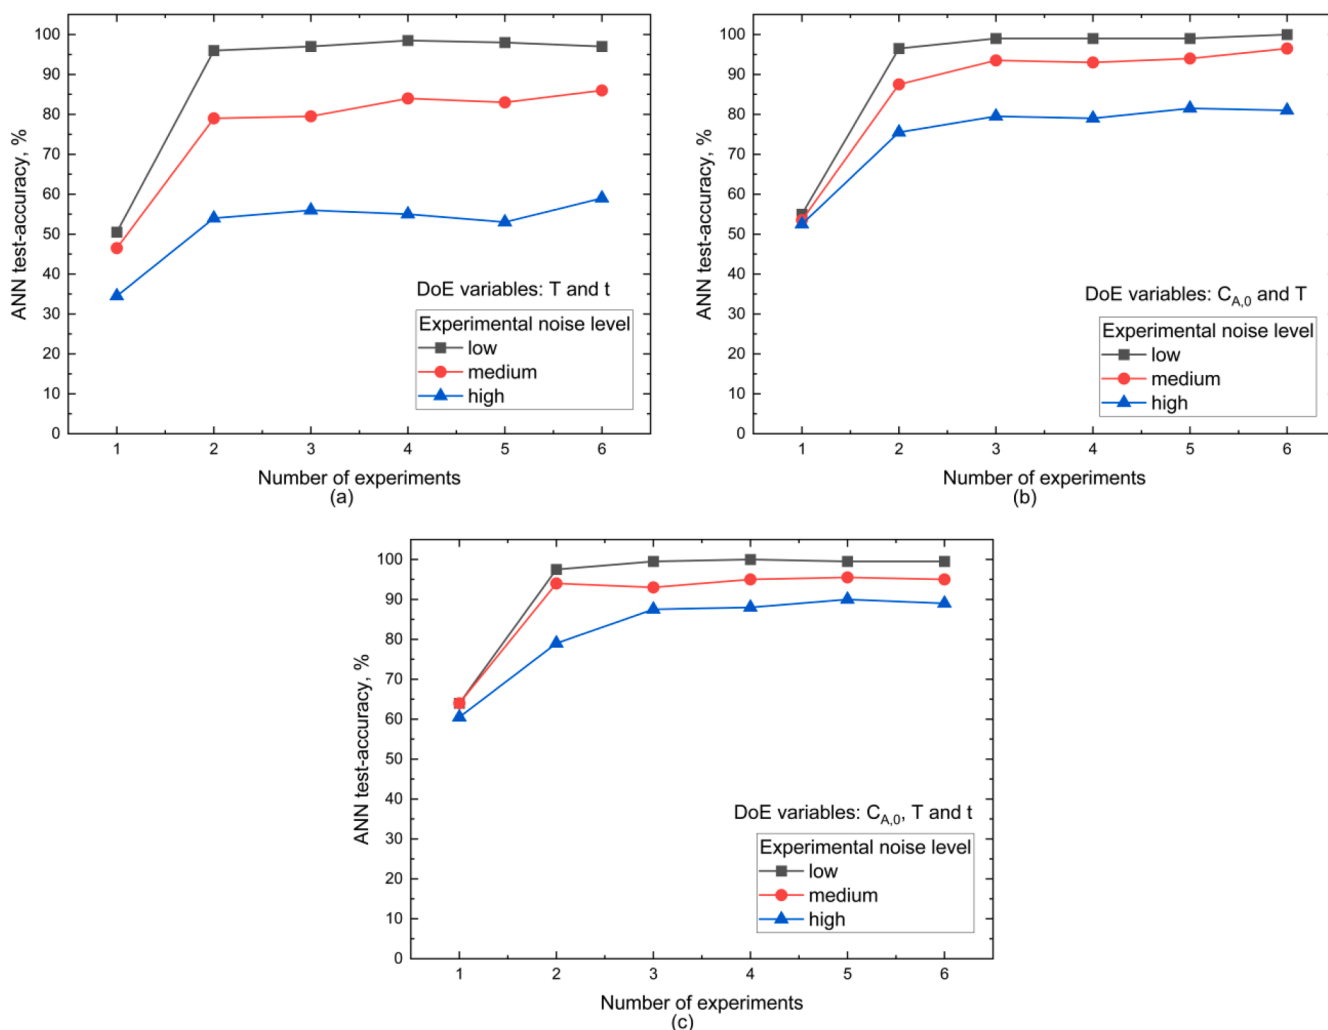 100
90
80
70
60
50
40
30
20
10
0
ANN test-accuracy, %
DoE variables: T and t
Experimental noise level
low
medium
high
1 2 3 4 5 6
Number of experiments
(a)
100
90
80
70
60
50
40
30
20
10
0
ANN test-accuracy, %
DoE variables: C_A,0 and T
Experimental noise level
low
medium
high
1 2 3 4 5 6
Number of experiments
(b)
100
90
80
70
60
50
40
30
20
10
0
ANN test-accuracy, %
DoE variables: C_A,0, T and t
Experimental noise level
low
medium
high
1 2 3 4 5 6
Number of experiments
(c)